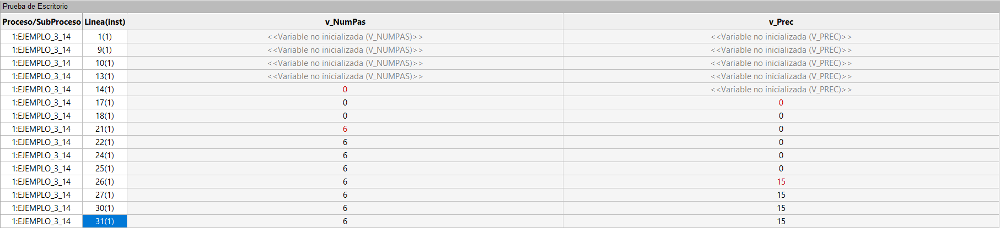 Prueba de Escritorio
Proceso/SubProceso Linea(inst) v_NumPas v_Prec
1:EJEMPLO_3_14 1(1) <<Variable no inicializada (V_NUMPAS)>> <<Variable no inicializada (V_PREC)>>
1:EJEMPLO_3_14 9(1) <<Variable no inicializada (V_NUMPAS)>> <<Variable no inicializada (V_PREC)>>
1:EJEMPLO_3_14 10(1) <<Variable no inicializada (V_NUMPAS)>> <<Variable no inicializada (V_PREC)>>
1:EJEMPLO_3_14 13(1) <<Variable no inicializada (V_NUMPAS)>> <<Variable no inicializada (V_PREC)>>
1:EJEMPLO_3_14 14(1) 0 <<Variable no inicializada (V_PREC)>>
1:EJEMPLO_3_14 17(1) 0 0
1:EJEMPLO_3_14 18(1) 0 0
1:EJEMPLO_3_14 21(1) 6 0
1:EJEMPLO_3_14 22(1) 6 0
1:EJEMPLO_3_14 24(1) 6 0
1:EJEMPLO_3_14 25(1) 6 0
1:EJEMPLO_3_14 26(1) 6 15
1:EJEMPLO_3_14 27(1) 6 15
1:EJEMPLO_3_14 30(1) 6 15
1:EJEMPLO_3_14 31(1) 6 15